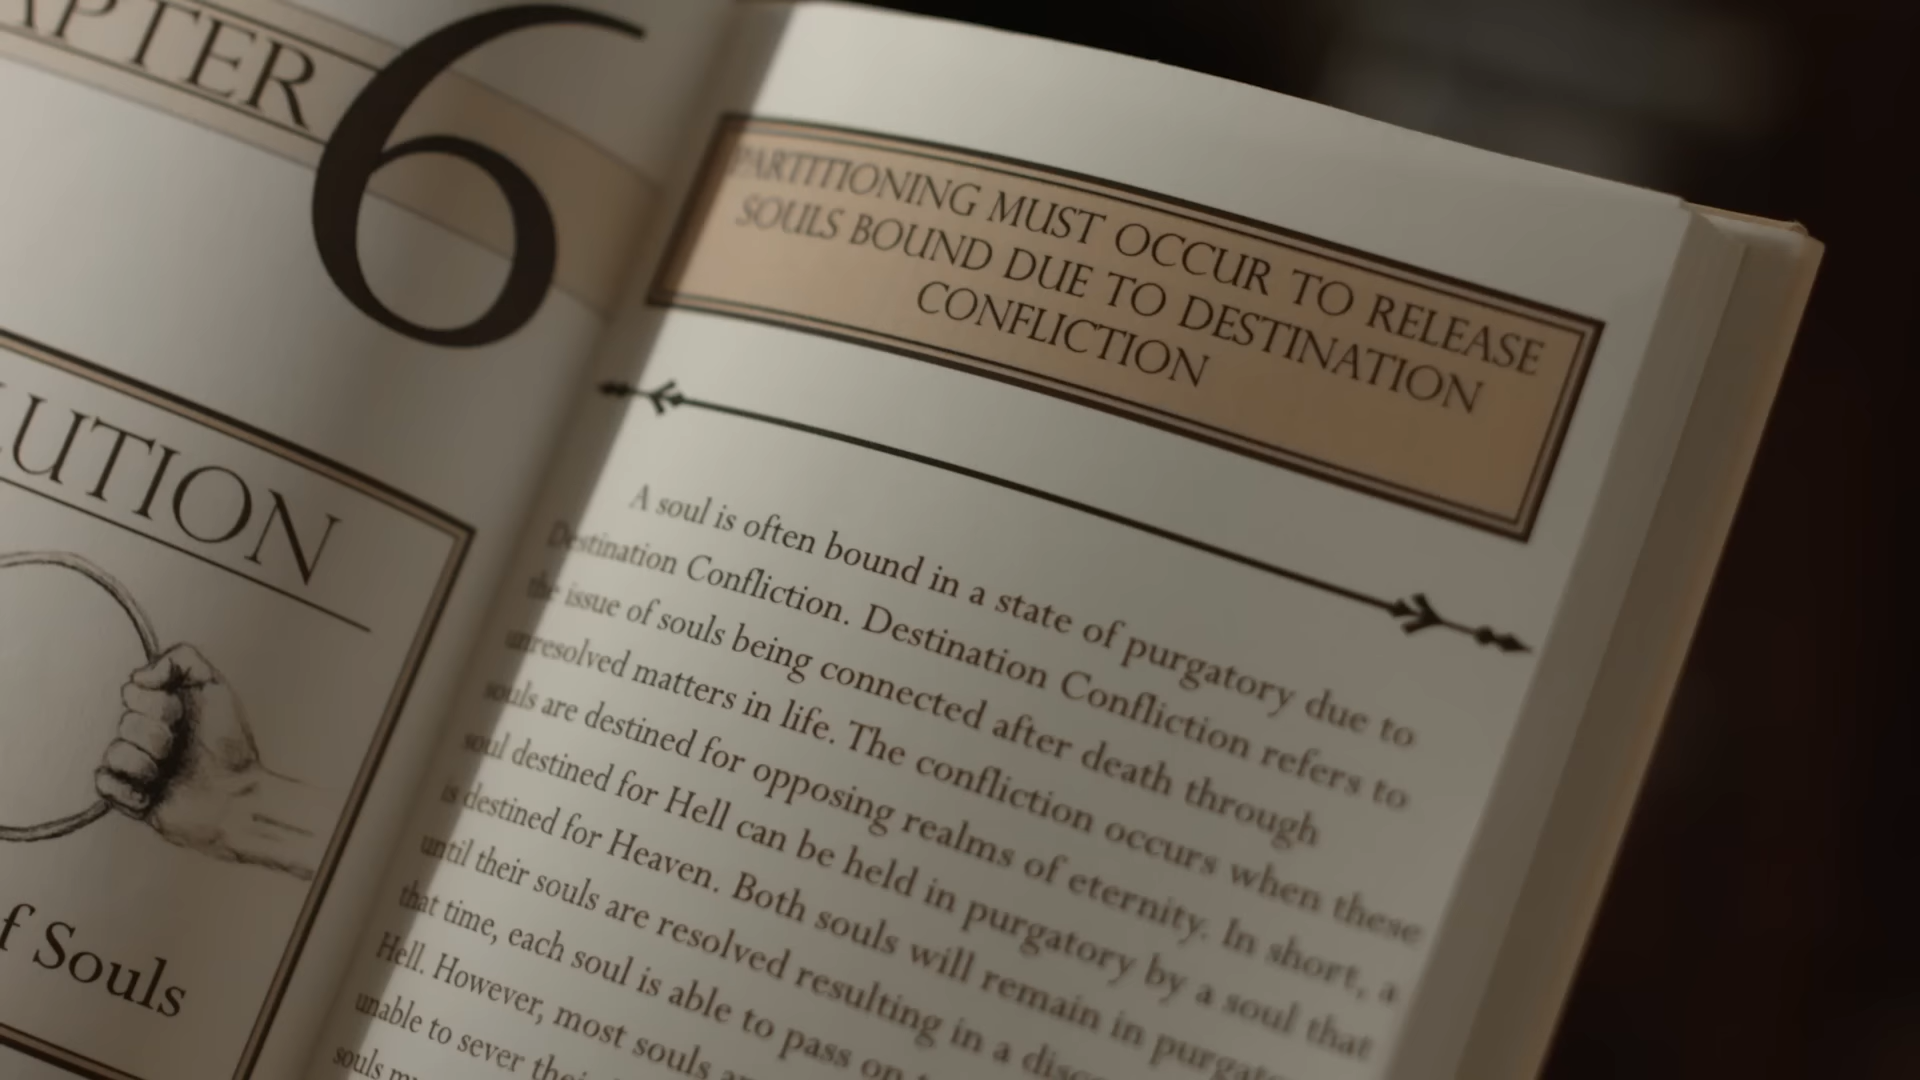 APTER 6
LUTION
f Souls
PARTITIONING MUST OCCUR TO RELEASE
SOULS BOUND DUE TO DESTINATION
CONFLICTION
A soul is often bound in a state of purgatory due to
Destination Confliction. Destination Confliction refers to
the issue of souls being connected after death through
unresolved matters in life. The confliction occurs when these
souls are destined for opposing realms of eternity. In short, a
soul destined for Hell can be held in purgatory by a soul that
is destined for Heaven. Both souls will remain in purgato
until their souls are resolved resulting in a disc
that time, each soul is able to pass on
Hell. However, most souls a
unable to sever thei
souls m